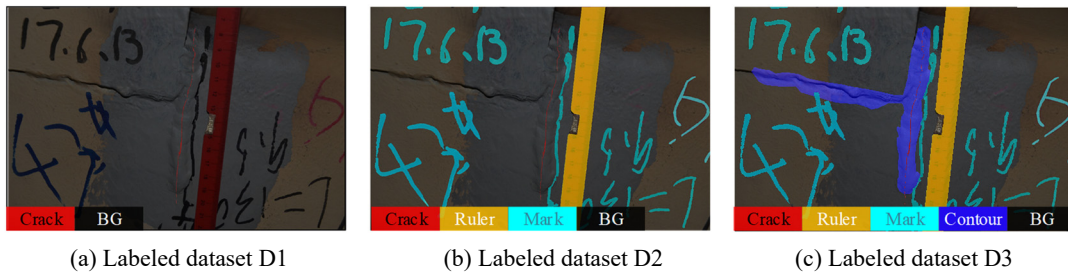 17.6.13
17.6.13
17.6.13
Crack BG
Crack Ruler Mark BG
Crack Ruler Mark Contour BG
(a) Labeled dataset D1
(b) Labeled dataset D2
(c) Labeled dataset D3